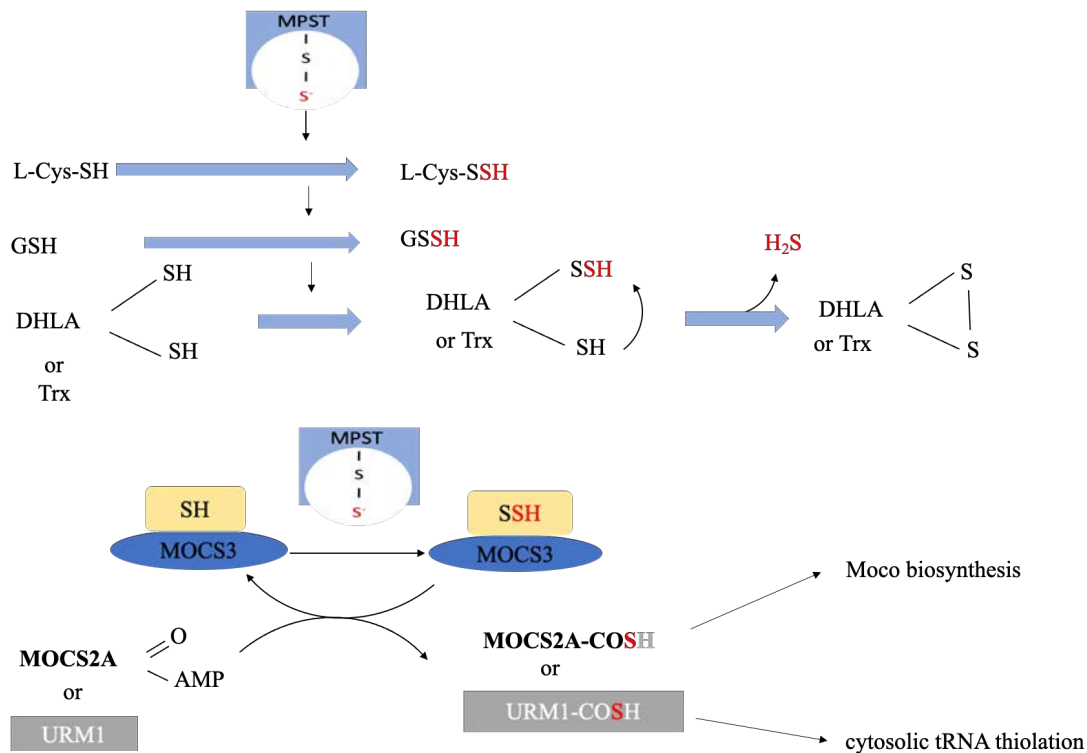 MPST
S
S-
L-Cys-SH
L-Cys-SSH
GSH
GSSH
H₂S
SH
SSH
S
DHLA
DHLA
DHLA
or Trx
or Trx
SH
SH
S
or
Trx
MPST
S
S-
SH
SSH
MOCS3
MOCS3
Moco biosynthesis
O
MOCS2A
MOCS2A-COSH
AMP
or
or
URM1
URM1-COSH
cytosolic tRNA thiolation